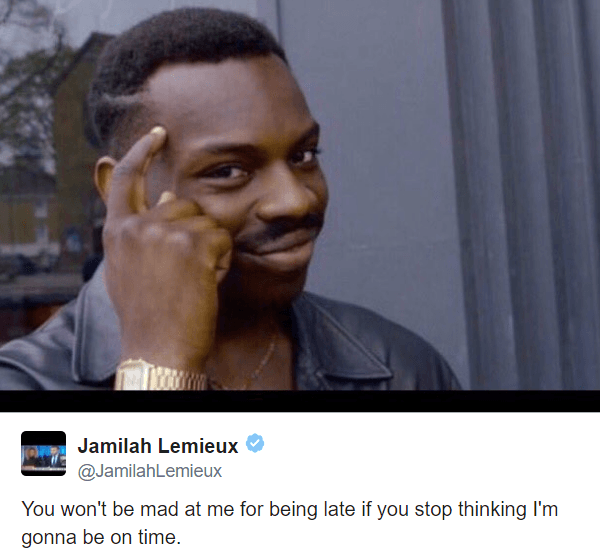 Jamilah Lemieux
@JamilahLemieux
You won't be mad at me for being late if you stop thinking I'm
gonna be on time.